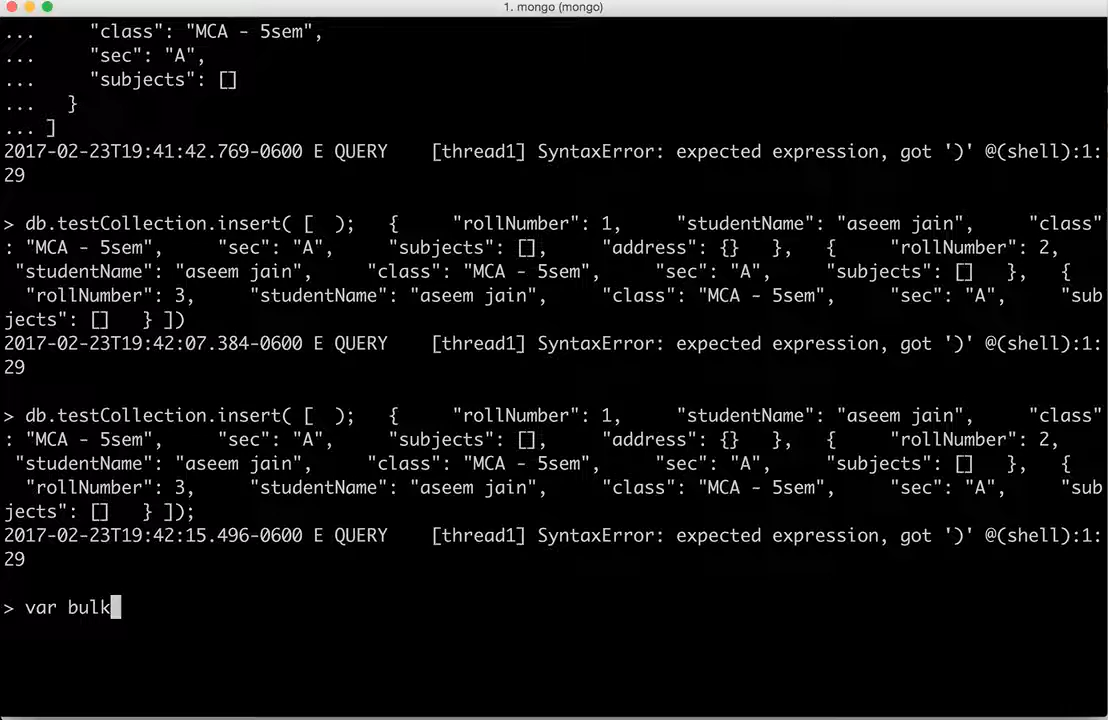 1. mongo (mongo)
...     "class": "MCA - 5sem",
...     "sec": "A",
...     "subjects": []
...   }
... ]
2017-02-23T19:41:42.769-0600 E QUERY    [thread1] SyntaxError: expected expression, got ')' @(shell):1:
29
> db.testCollection.insert( [  );   {     "rollNumber": 1,     "studentName": "aseem jain",     "class"
: "MCA - 5sem",     "sec": "A",     "subjects": [],     "address": {}   },   {     "rollNumber": 2,
"studentName": "aseem jain",     "class": "MCA - 5sem",     "sec": "A",     "subjects": []   },   {
"rollNumber": 3,     "studentName": "aseem jain",     "class": "MCA - 5sem",     "sec": "A",     "sub
jects": []   } ])
2017-02-23T19:42:07.384-0600 E QUERY    [thread1] SyntaxError: expected expression, got ')' @(shell):1:
29
> db.testCollection.insert( [  );   {     "rollNumber": 1,     "studentName": "aseem jain",     "class"
: "MCA - 5sem",     "sec": "A",     "subjects": [],     "address": {}   },   {     "rollNumber": 2,
"studentName": "aseem jain",     "class": "MCA - 5sem",     "sec": "A",     "subjects": []   },   {
"rollNumber": 3,     "studentName": "aseem jain",     "class": "MCA - 5sem",     "sec": "A",     "sub
jects": []   } ]);
2017-02-23T19:42:15.496-0600 E QUERY    [thread1] SyntaxError: expected expression, got ')' @(shell):1:
29
> var bulk